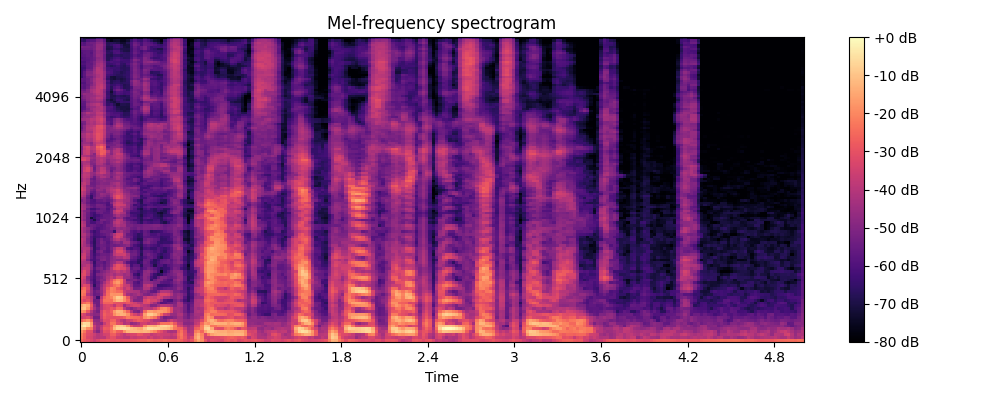 Mel-frequency spectrogram
Hz
4096
2048
1024
512
0
0 0.6 1.2 1.8 2.4 3 3.6 4.2 4.8
Time
+0 dB
-10 dB
-20 dB
-30 dB
-40 dB
-50 dB
-60 dB
-70 dB
-80 dB